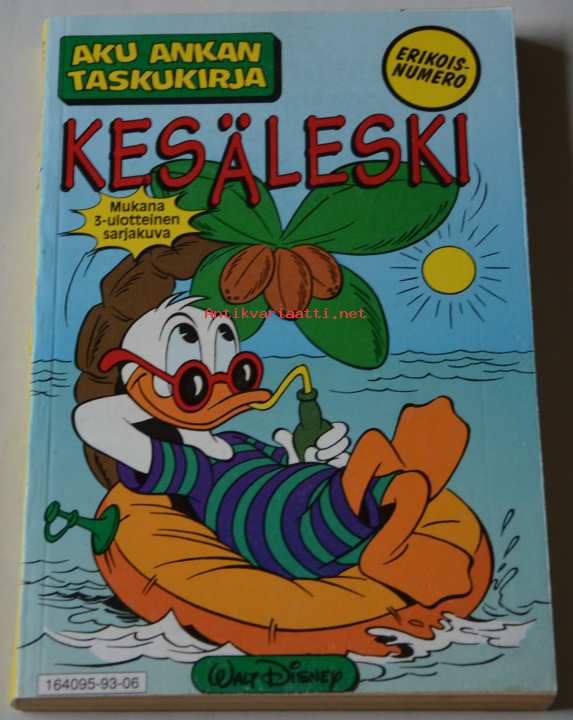 AKU ANKAN
TASKUKIRJA
ERIKOIS-
NUMERO
KESÄLESKI
Mukana
3-ulotteinen
sarjakuva
Antikvariaatti.net
WALT DISNEY
164095-93-06